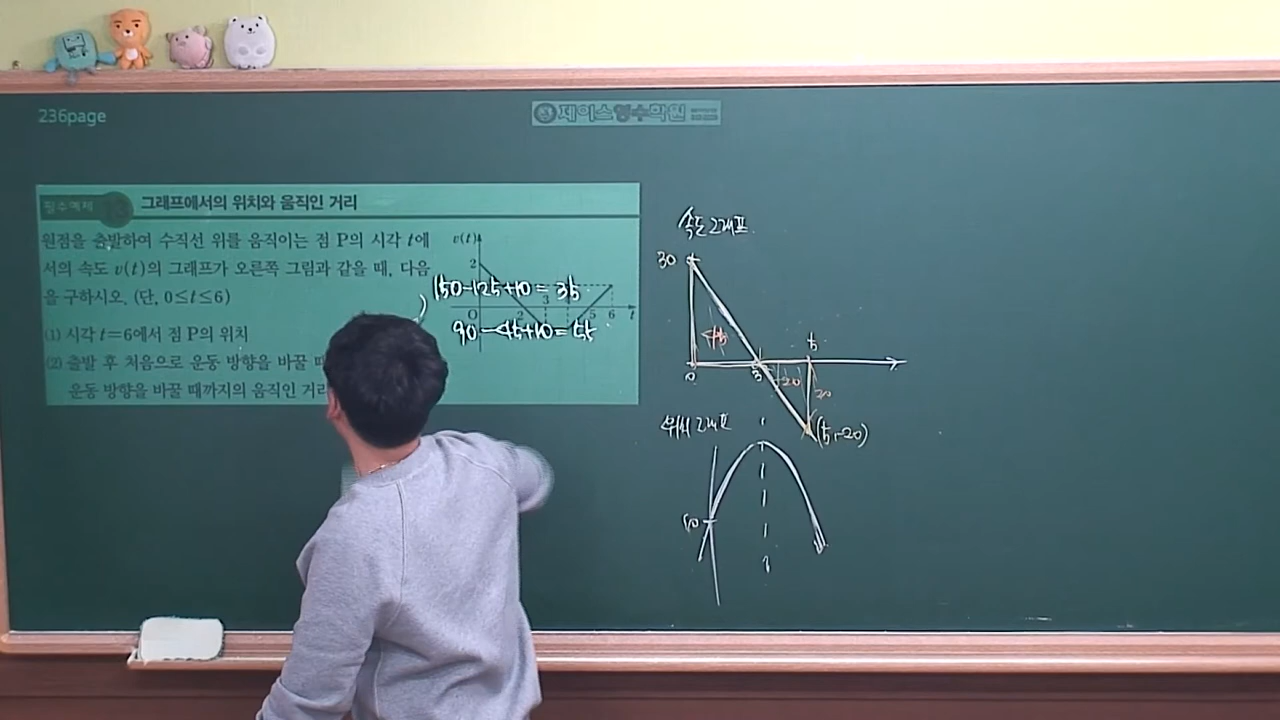 236page
제이스영수학원
필수예제
그래프에서의 위치와 움직인 거리
원점을 출발하여 수직선 위를 움직이는 점 P의 시각 t에
서의 속도 v(t)의 그래프가 오른쪽 그림과 같을 때, 다음
을 구하시오. (단, 0≤t≤6)
(1) 시각 t=6에서 점 P의 위치
(2) 출발 후 처음으로 운동 방향을 바꿀
운동 방향을 바꿀 때까지의 움직인 거리
v(t)
2
O
2
3
5
6
t
150-125+10=35
90-45+10=55
속도그래프
30
45
0
3
5
20
20
(5,-20)
위치그래프
10